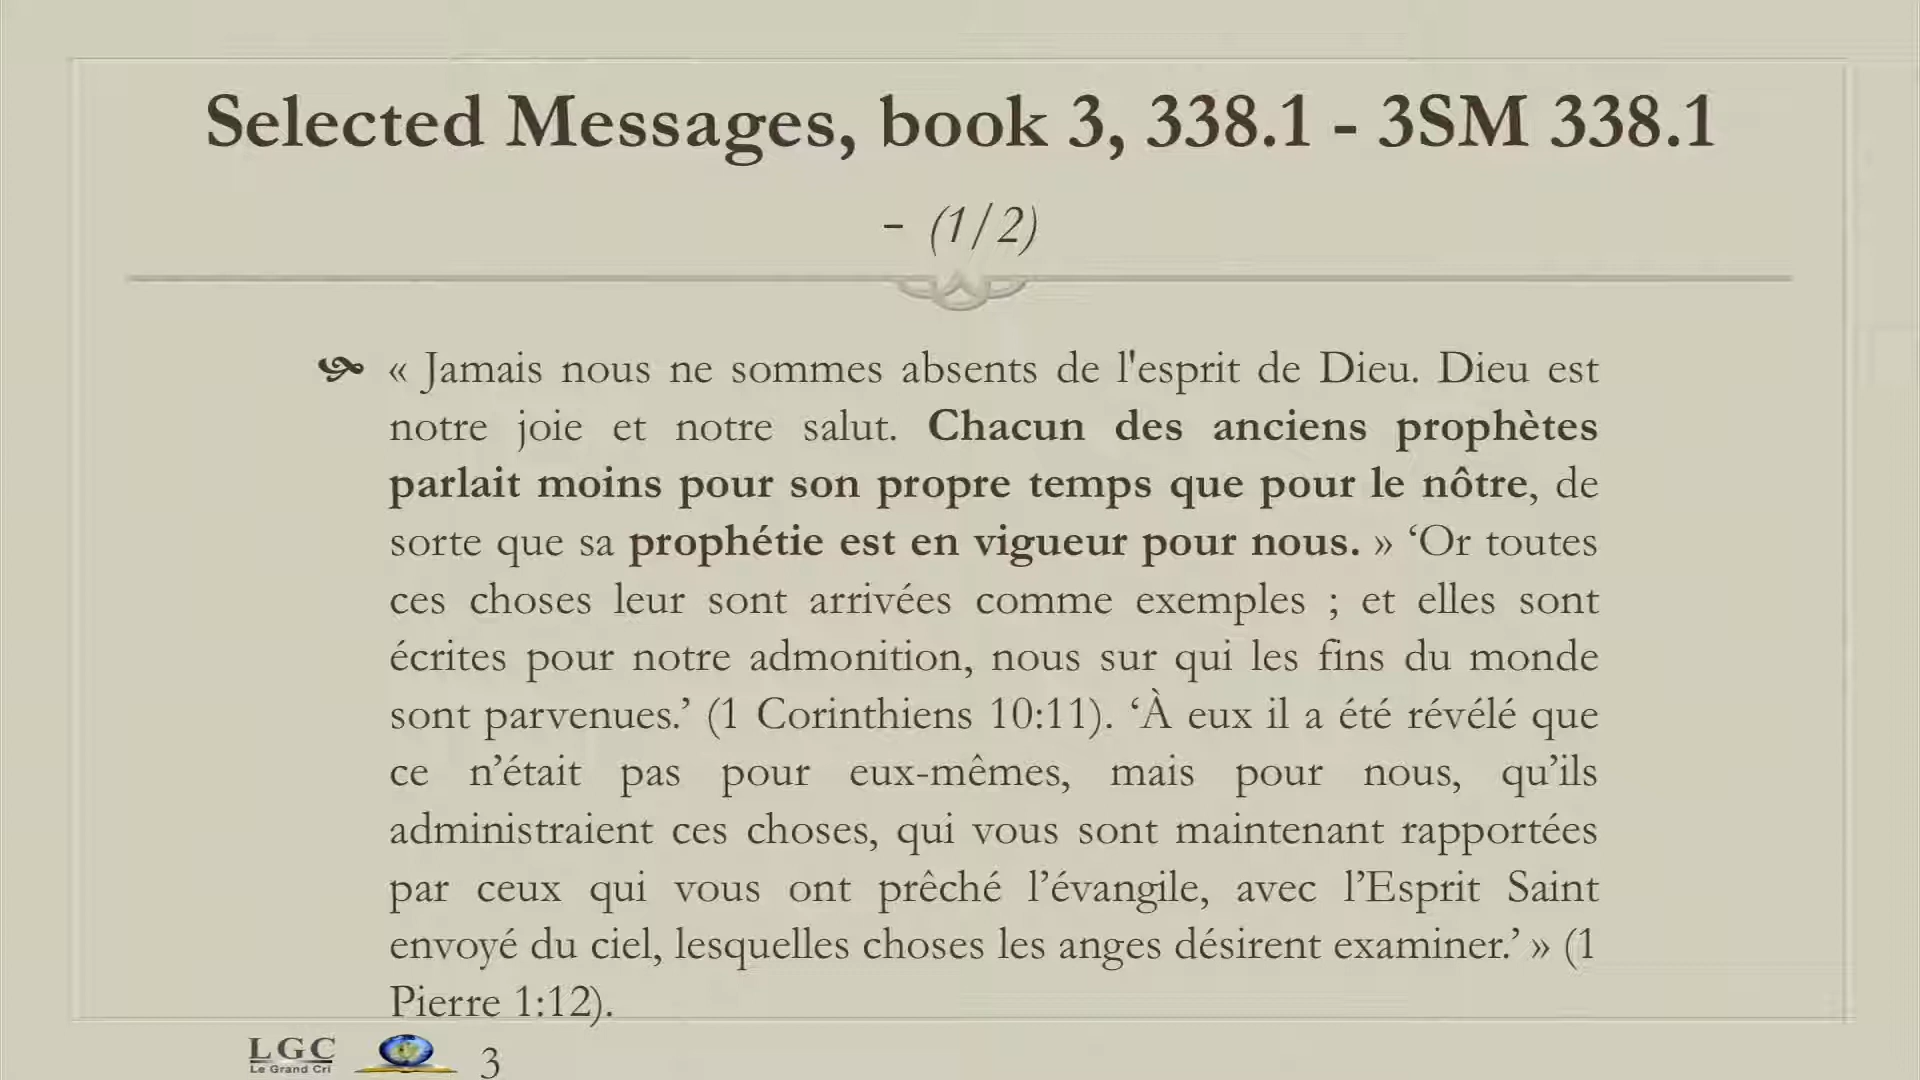 Selected Messages, book 3, 338.1 - 3SM 338.1
- (1/2)
« Jamais nous ne sommes absents de l'esprit de Dieu. Dieu est
notre joie et notre salut. Chacun des anciens prophètes
parlait moins pour son propre temps que pour le nôtre, de
sorte que sa prophétie est en vigueur pour nous. » ‘Or toutes
ces choses leur sont arrivées comme exemples ; et elles sont
écrites pour notre admonition, nous sur qui les fins du monde
sont parvenues.’ (1 Corinthiens 10:11). ‘À eux il a été révélé que
ce n’était pas pour eux-mêmes, mais pour nous, qu’ils
administraient ces choses, qui vous sont maintenant rapportées
par ceux qui vous ont prêché l’évangile, avec l’Esprit Saint
envoyé du ciel, lesquelles choses les anges désirent examiner.’ » (1
Pierre 1:12).
LGC
Le Grand Cri
3